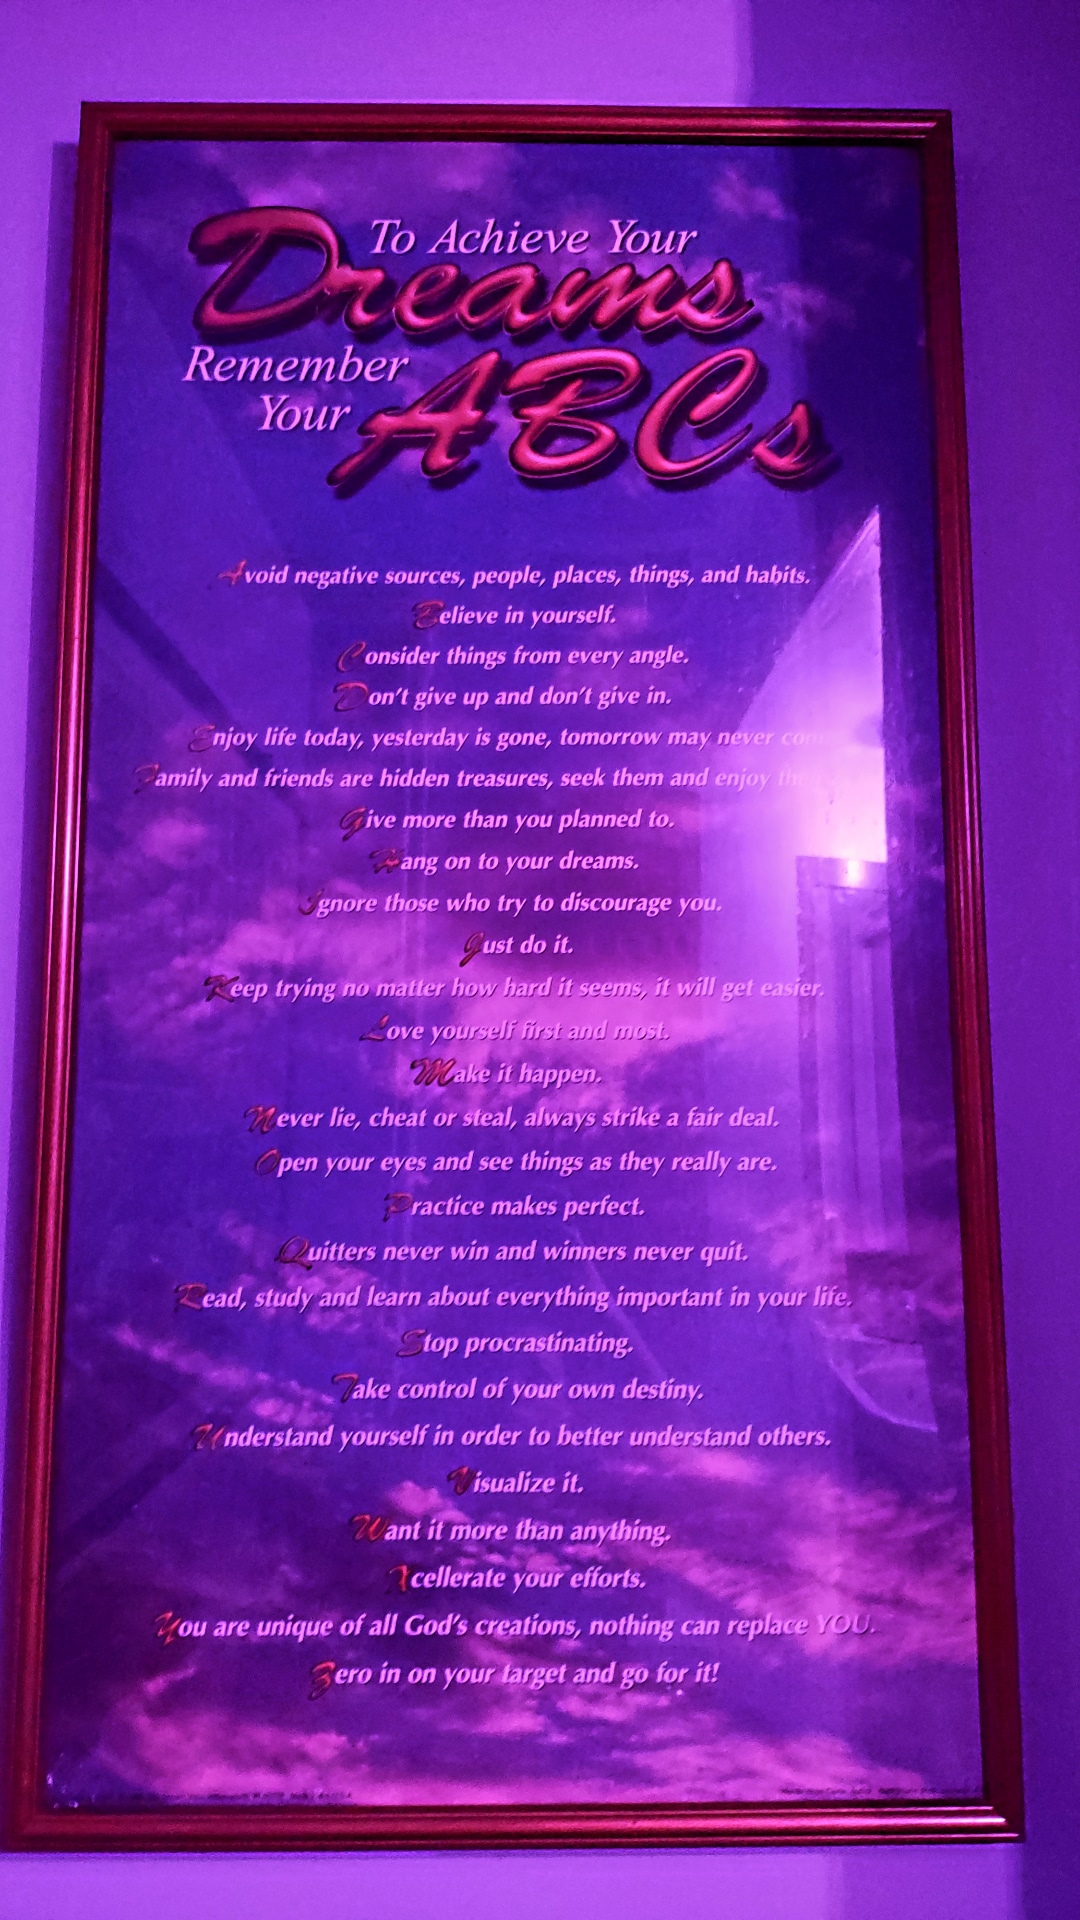 To Achieve Your
Dreams
Remember
Your ABCs
Avoid negative sources, people, places, things, and habits.
Believe in yourself.
Consider things from every angle.
Don't give up and don't give in.
Enjoy life today, yesterday is gone, tomorrow may never
Family and friends are hidden treasures, seek them and enjoy
Give more than you planned to.
Hang on to your dreams.
Ignore those who try to discourage you.
Just do it.
Keep trying no matter how hard it seems, it will get easier.
Love yourself first and most.
Make it happen.
Never lie, cheat or steal, always strike a fair deal.
Open your eyes and see things as they really are.
Practice makes perfect.
Quitters never win and winners never quit.
Read, study and learn about everything important in your life.
Stop procrastinating.
Take control of your own destiny.
Understand yourself in order to better understand others.
Visualize it.
Want it more than anything.
Xcellerate your efforts.
You are unique of all God's creations, nothing can replace YOU.
Zero in on your target and go for it!